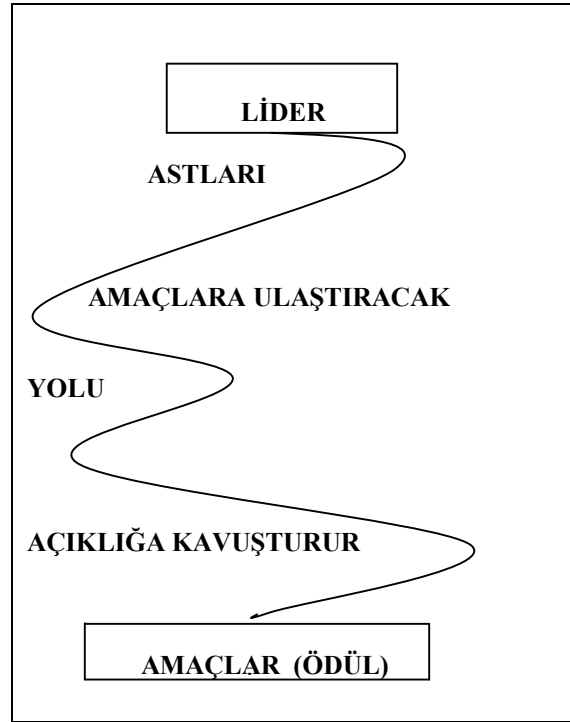 LİDER
ASTLARI
AMAÇLARA ULAŞTIRACAK
YOLU
AÇIKLIĞA KAVUŞTURUR
AMAÇLAR (ÖDÜL)